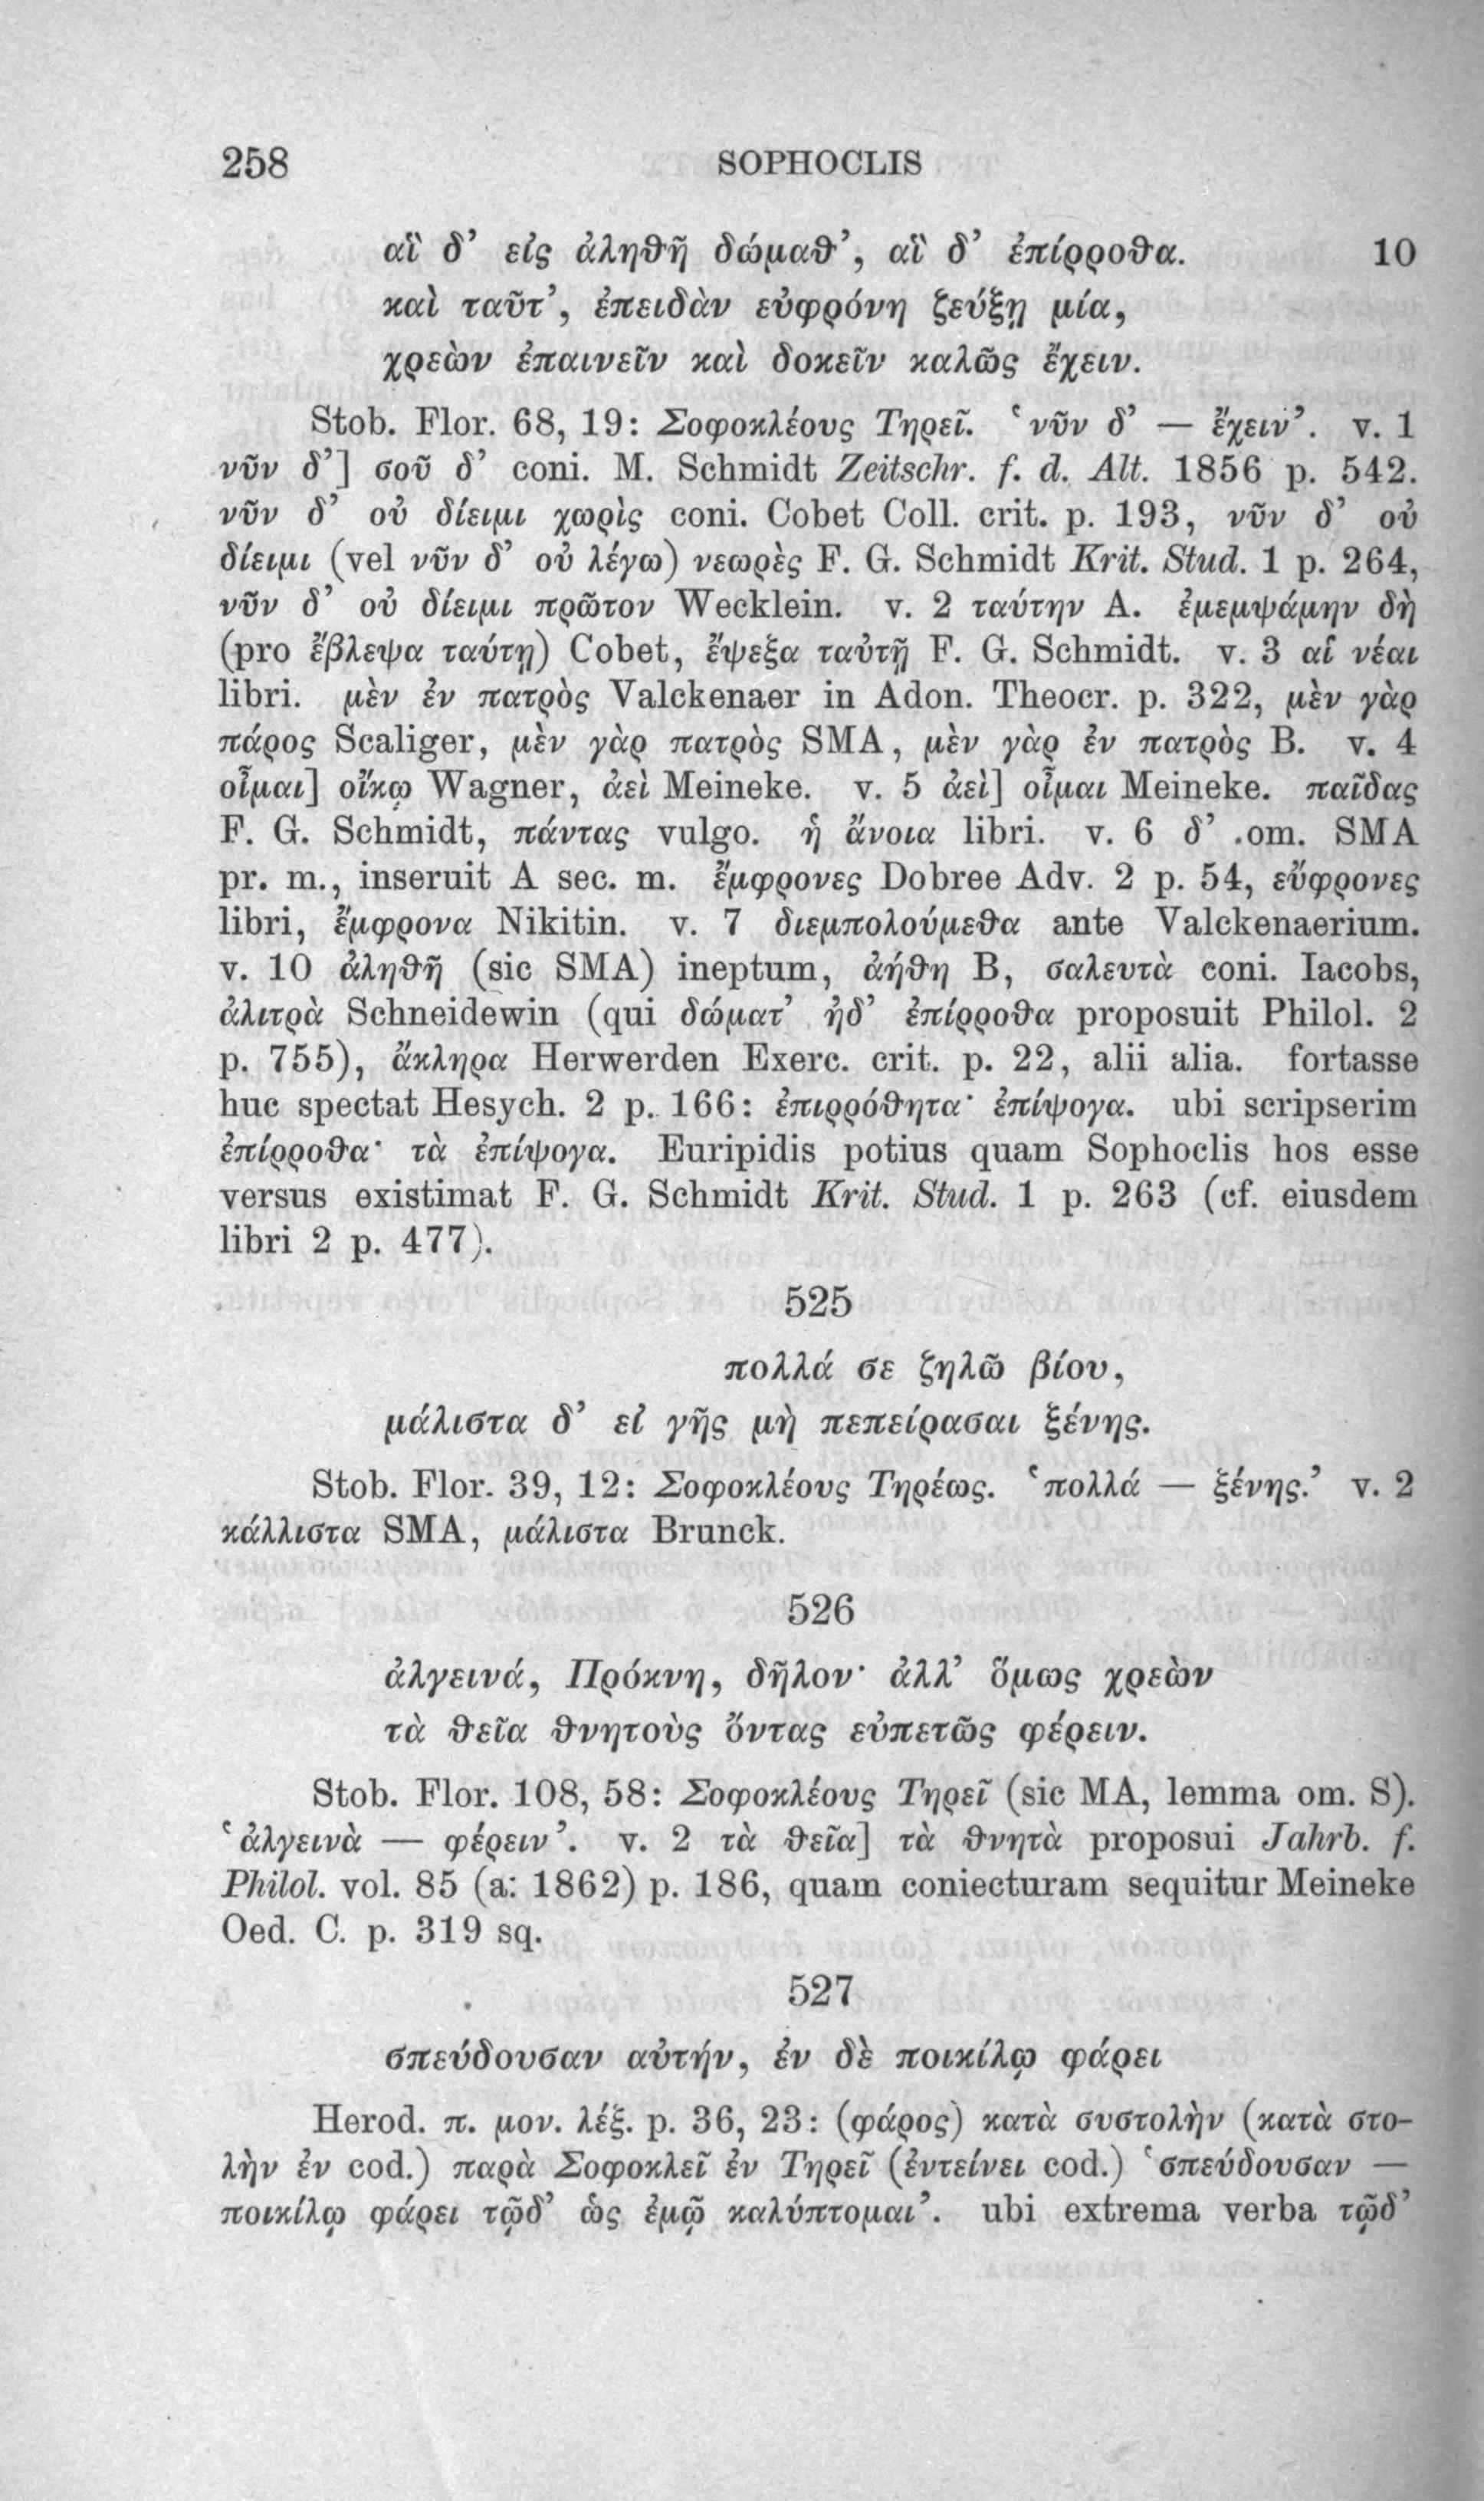 258 SOPHOCLIS
αἳ δ’ εἰς ἀληϑῆ δώμαϑ’, αἳ δ’ ἐπίρροϑα. 10
καὶ ταῦτ’, ἐπειδὰν εὐφρόνη ζεύξῃ μία,
χρεὼν ἐπαινεῖν καὶ δοκεῖν καλῶς ἔχειν.
Stob. Flor. 68, 19: Σοφοκλέους Τηρεῖ. ‘νῦν δ’ — ἔχειν’. v. 1
νῦν δ’] σοῦ δ’ coni. M. Schmidt Zeitschr. f. d. Alt. 1856 p. 542.
νῦν δ’ οὐ δίειμι χωρὶς coni. Cobet Coll. crit. p. 193, νῦν δ’ οὐ
δίειμι (vel νῦν δ’ οὐ λέγω) νεωρὲς F. G. Schmidt Krit. Stud. 1 p. 264,
νῦν δ’ οὐ δίειμι πρῶτον Wecklein. v. 2 ταύτην A. ἐμεμψάμην δὴ
(pro ἔβλεψα ταύτῃ) Cobet, ἔψεξα ταὐτῇ F. G. Schmidt. v. 3 αἱ νέαι
libri. μὲν ἐν πατρὸς Valckenaer in Adon. Theocr. p. 322, μὲν γὰρ
πάρος Scaliger, μὲν γὰρ πατρὸς SMA, μὲν γὰρ ἐν πατρὸς B. v. 4
οἶμαι] οἴκῳ Wagner, ἀεὶ Meineke. v. 5 ἀεὶ] οἶμαι Meineke. παῖδας
F. G. Schmidt, πάντας vulgo. ἡ ἄνοια libri. v. 6 δ’ om. SMA
pr. m., inseruit A sec. m. ἔμφρονες Dobree Adv. 2 p. 54, εὔφρονες
libri, ἔμφρονα Nikitin. v. 7 διεμπολούμεϑα ante Valckenaerium.
v. 10 ἀληϑῆ (sic SMA) ineptum, ἀήϑη B, σαλευτὰ coni. Iacobs,
ἀλιτρὰ Schneidewin (qui δώματ’ ἠδ’ ἐπίρροϑα proposuit Philol. 2
p. 755), ἄκληρα Herwerden Exerc. crit. p. 22, alii alia. fortasse
huc spectat Hesych. 2 p. 166: ἐπιρρόϑητα· ἐπίψογα. ubi scripserim
ἐπίρροϑα· τὰ ἐπίψογα. Euripidis potius quam Sophoclis hos esse
versus existimat F. G. Schmidt Krit. Stud. 1 p. 263 (cf. eiusdem
libri 2 p. 477).
525
πολλά σε ζηλῶ βίου,
μάλιστα δ’ εἰ γῆς μὴ πεπείρασαι ξένης.
Stob. Flor. 39, 12: Σοφοκλέους Τηρέως. ‘πολλά — ξένης.’ v. 2
κάλλιστα SMA, μάλιστα Brunck.
526
ἀλγεινά, Πρόκνη, δῆλον· ἀλλ’ ὅμως χρεὼν
τὰ ϑεῖα ϑνητοὺς ὄντας εὐπετῶς φέρειν.
Stob. Flor. 108, 58: Σοφοκλέους Τηρεῖ (sic MA, lemma om. S).
‘ἀλγεινὰ — φέρειν’. v. 2 τὰ ϑεῖα] τὰ ϑνητὰ proposui Jahrb. f.
Philol. vol. 85 (a. 1862) p. 186, quam coniecturam sequitur Meineke
Oed. C. p. 319 sq.
527
σπεύδουσαν αὐτήν, ἐν δὲ ποικίλῳ φάρει
Herod. π. μον. λέξ. p. 36, 23: (φάρος) κατὰ συστολὴν (κατὰ στο-
λὴν ἐν cod.) παρὰ Σοφοκλεῖ ἐν Τηρεῖ (ἐντείνει cod.) ‘σπεύδουσαν —
ποικίλῳ φάρει τῷδ’ ὡς ἐμῷ καλύπτομαι’. ubi extrema verba τῷδ’